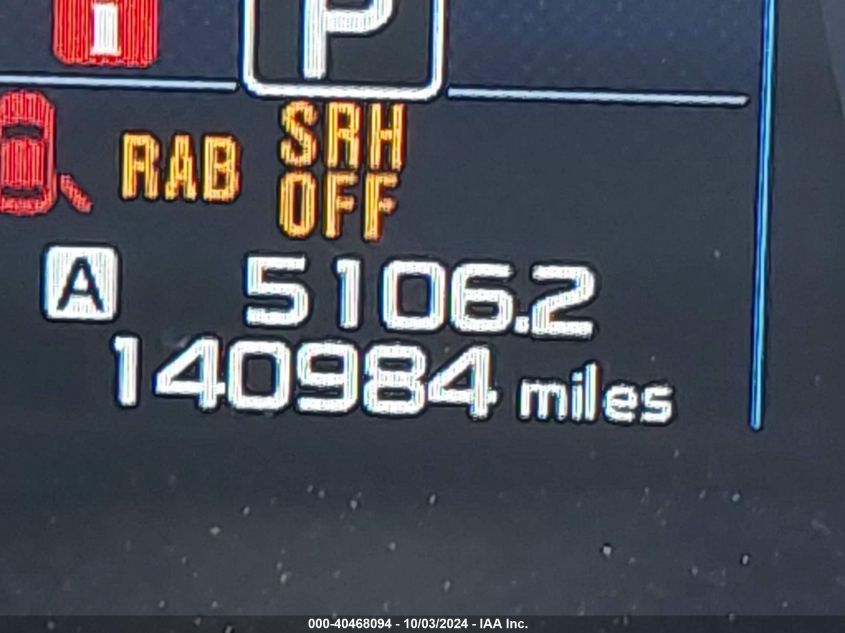 i P
RAB SRH
OFF
A 5106.2
140984 miles
000-40468094 - 10/03/2024 - IAA Inc.